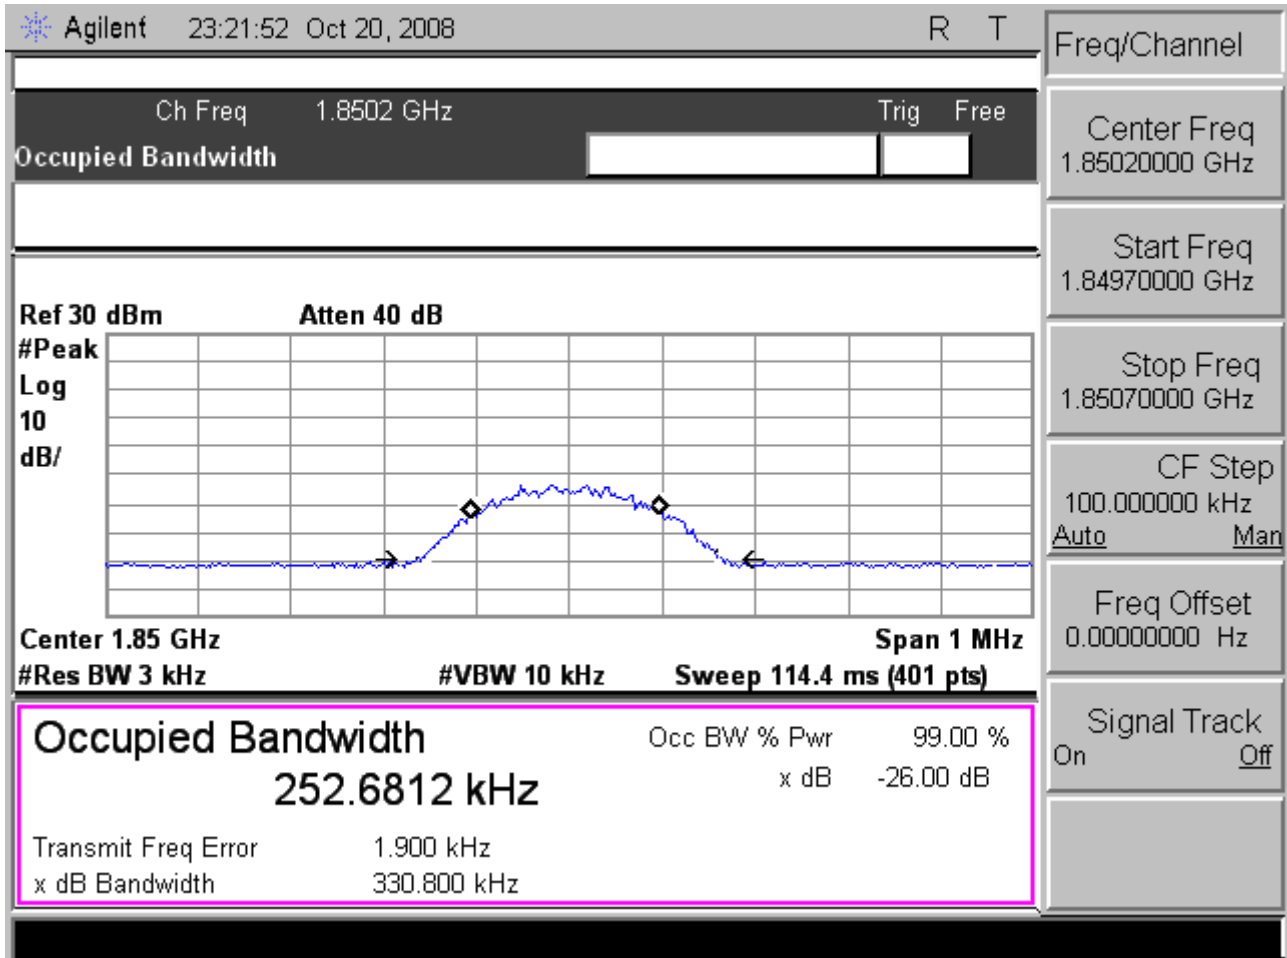 Agilent 23:21:52 Oct 20, 2008 R T
Freq/Channel
Ch Freq 1.8502 GHz Trig Free
Occupied Bandwidth
Center Freq
1.85020000 GHz
Start Freq
1.84970000 GHz
Stop Freq
1.85070000 GHz
CF Step
100.000000 kHz
Auto Man
Freq Offset
0.00000000 Hz
Signal Track
On Off
Ref 30 dBm Atten 40 dB
#Peak
Log
10
dB/
Center 1.85 GHz Span 1 MHz
#Res BW 3 kHz #VBW 10 kHz Sweep 114.4 ms (401 pts)
Occupied Bandwidth
252.6812 kHz
Occ BW % Pwr 99.00 %
x dB -26.00 dB
Transmit Freq Error 1.900 kHz
x dB Bandwidth 330.800 kHz